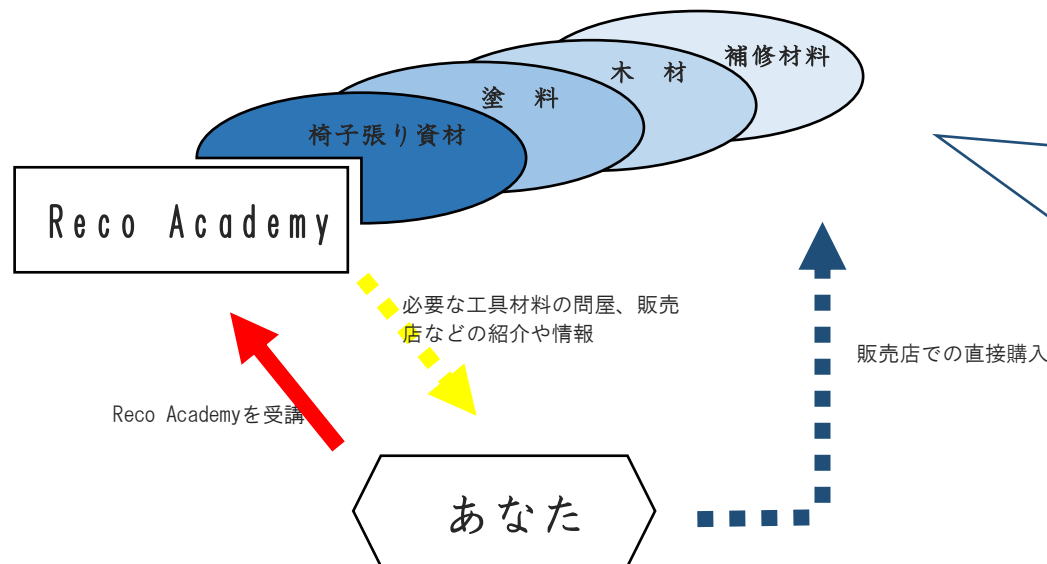 補修材料
木　材
塗　料
椅子張り資材
Reco Academy
必要な工具材料の問屋、販売
店などの紹介や情報
販売店での直接購入
Reco Academyを受講
あなた